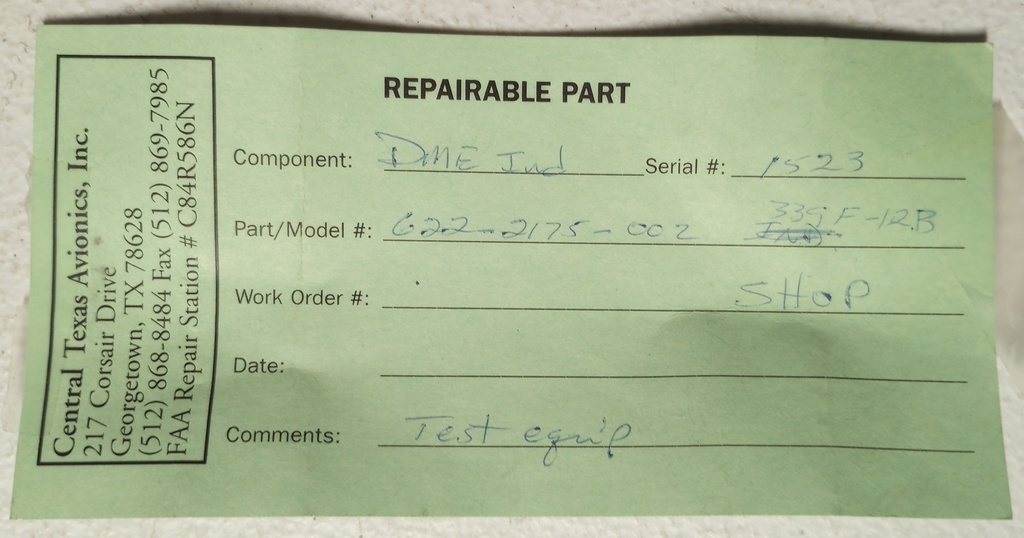 Central Texas Avionics, Inc.
217 Corsair Drive
Georgetown, TX 78628
(512) 868-8484 Fax (512) 869-7985
FAA Repair Station # C84R586N
REPAIRABLE PART
Component: DME Ind Serial #: 1523
Part/Model #: 622-2175-002 339F-12B
Work Order #: SHOP
Date:
Comments: Test equip